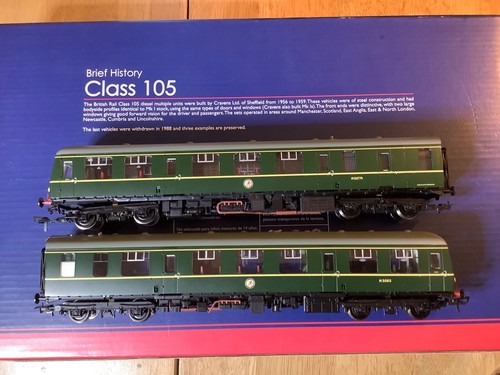 Brief History
Class 105
The British Rail Class 105 diesel multiple units were built by Cravens Ltd. of Sheffield from 1956 to 1959. These vehicles were of steel construction and had
bodyside profiles identical to Mk I stock, using the same types of doors and windows (Cravens also built Mk Is). The front ends were distinctive, with two large
windows giving good forward vision for the driver and passengers. The sets operated in areas around Manchester, Scotland, East Anglia, East & North London,
Newcastle, Cumbria and Lincolnshire.
The last vehicles were withdrawn in 1988 and three examples are preserved.